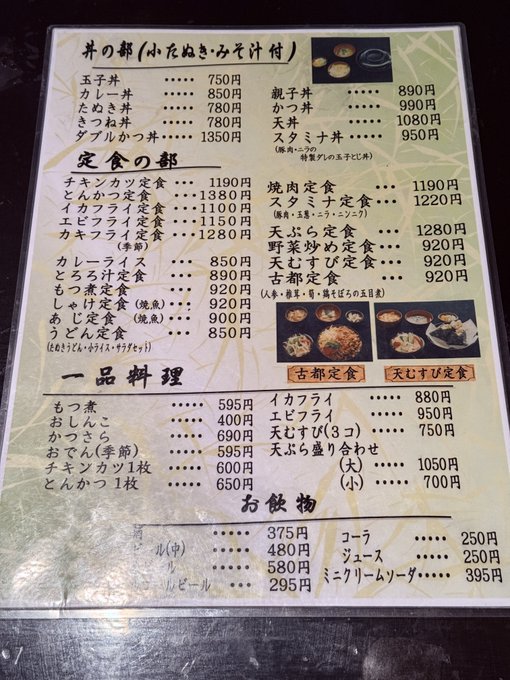 丼の部(小たぬき・みそ汁付)
玉子丼 ····· 750円
カレー丼 ····· 850円
たぬき丼 ····· 780円
きつね丼 ····· 780円
ダブルかつ丼 ····· 1350円
親子丼 ····· 890円
かつ丼 ····· 990円
天丼 ····· 1080円
スタミナ丼 ····· 950円
(豚肉・ニラの
特製ダレの玉子とじ丼)
定食の部
チキンカツ定食 ··· 1190円
とんかつ定食 ··· 1380円
イカフライ定食 ··· 1100円
エビフライ定食 ··· 1150円
カキフライ定食 ··· 1280円
(季節)
カレーライス ····· 850円
とろろ汁定食 ····· 890円
もつ煮定食 ····· 920円
しゃけ定食(焼魚) ··· 920円
あじ定食(焼魚) ··· 900円
うどん定食 ····· 850円
(たぬきうどん・小ライス・サラダセット)
焼肉定食 ····· 1190円
スタミナ定食 ··· 1220円
(豚肉・玉葱・ニラ・ニンニク)
天ぷら定食 ····· 1280円
野菜炒め定食 ··· 920円
天むすび定食 ··· 920円
古都定食 ····· 920円
(人参・椎茸・筍・鶏そぼろの五目煮)
古都定食
天むすび定食
一品料理
もつ煮 ····· 595円
おしんこ ····· 400円
かつさら ····· 690円
おでん(季節) ····· 595円
チキンカツ1枚 ····· 600円
とんかつ1枚 ····· 650円
イカフライ ····· 880円
エビフライ ····· 950円
天むすび(3コ) ····· 750円
天ぷら盛り合わせ
(大) ····· 1050円
(小) ····· 700円
お飲物
酒 ····· 375円
ル(中) ····· 480円
ル ····· 580円
ルビール ··· 295円
コーラ ····· 250円
ジュース ····· 250円
ミニクリームソーダ ····· 395円